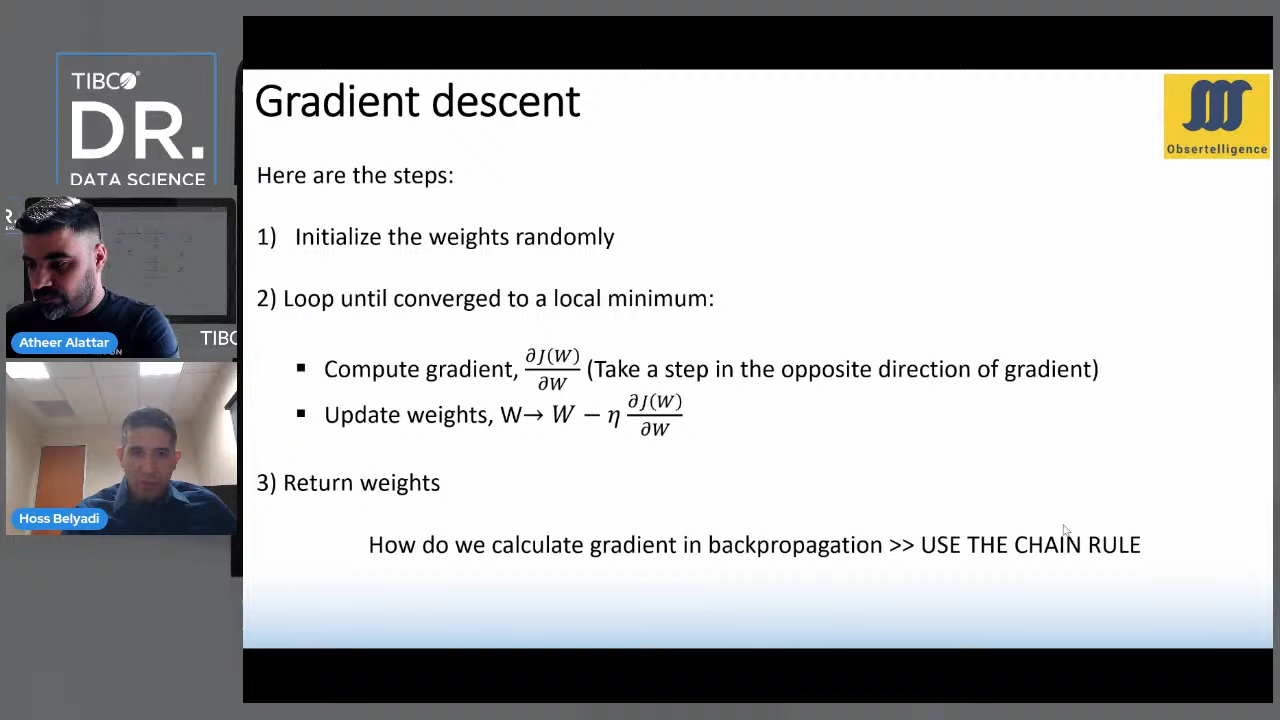 TIBCO
DR.
DATA SCIENCE
R.
TIBC
Atheer Alattar
Hoss Belyadi
Gradient descent
Obsertelligence
Here are the steps:
1) Initialize the weights randomly
2) Loop until converged to a local minimum:
▪ Compute gradient, ∂J(W)/∂W (Take a step in the opposite direction of gradient)
▪ Update weights, W→ W − η ∂J(W)/∂W
3) Return weights
How do we calculate gradient in backpropagation >> USE THE CHAIN RULE